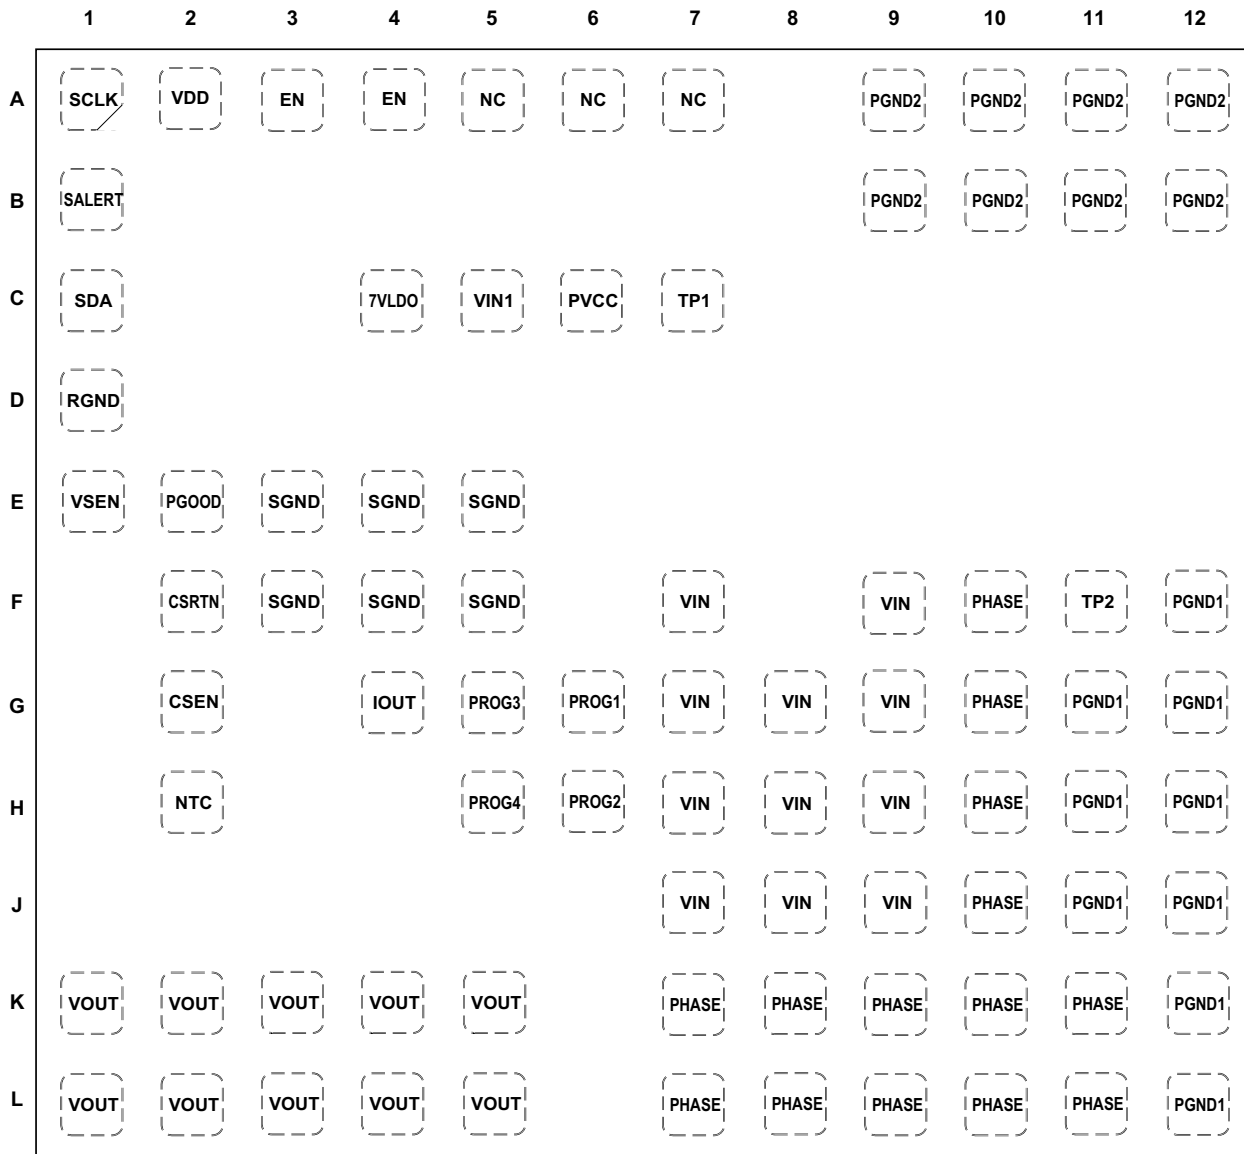 1 2 3 4 5 6 7 8 9 10 11 12
A SCLK VDD EN EN NC NC NC PGND2 PGND2 PGND2 PGND2
B SALERT PGND2 PGND2 PGND2 PGND2
C SDA 7VLDO VIN1 PVCC TP1
D RGND
E VSEN PGOOD SGND SGND SGND
F CSRTN SGND SGND SGND VIN VIN PHASE TP2 PGND1
G CSEN IOUT PROG3 PROG1 VIN VIN VIN PHASE PGND1 PGND1
H NTC PROG4 PROG2 VIN VIN VIN PHASE PGND1 PGND1
J VIN VIN VIN PHASE PGND1 PGND1
K VOUT VOUT VOUT VOUT VOUT PHASE PHASE PHASE PHASE PHASE PGND1
L VOUT VOUT VOUT VOUT VOUT PHASE PHASE PHASE PHASE PHASE PGND1